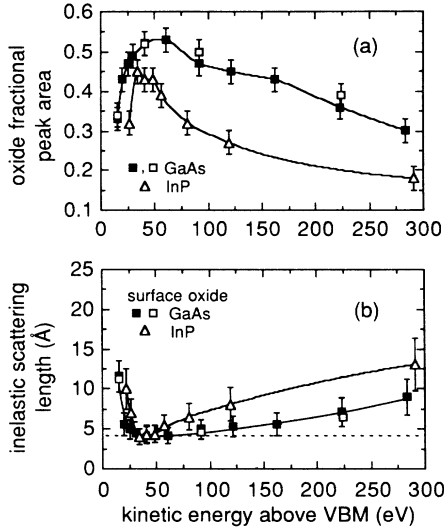 0.6
0.5
0.4
0.3
0.2
0.1
oxide fractional
peak area
(a)
■ , □ GaAs
△ InP
0 50 100 150 200 250 300
25
20
15
10
5
0
inelastic scattering
length (Å)
(b)
surface oxide
■ □ GaAs
△ InP
0 50 100 150 200 250 300
kinetic energy above VBM (eV)